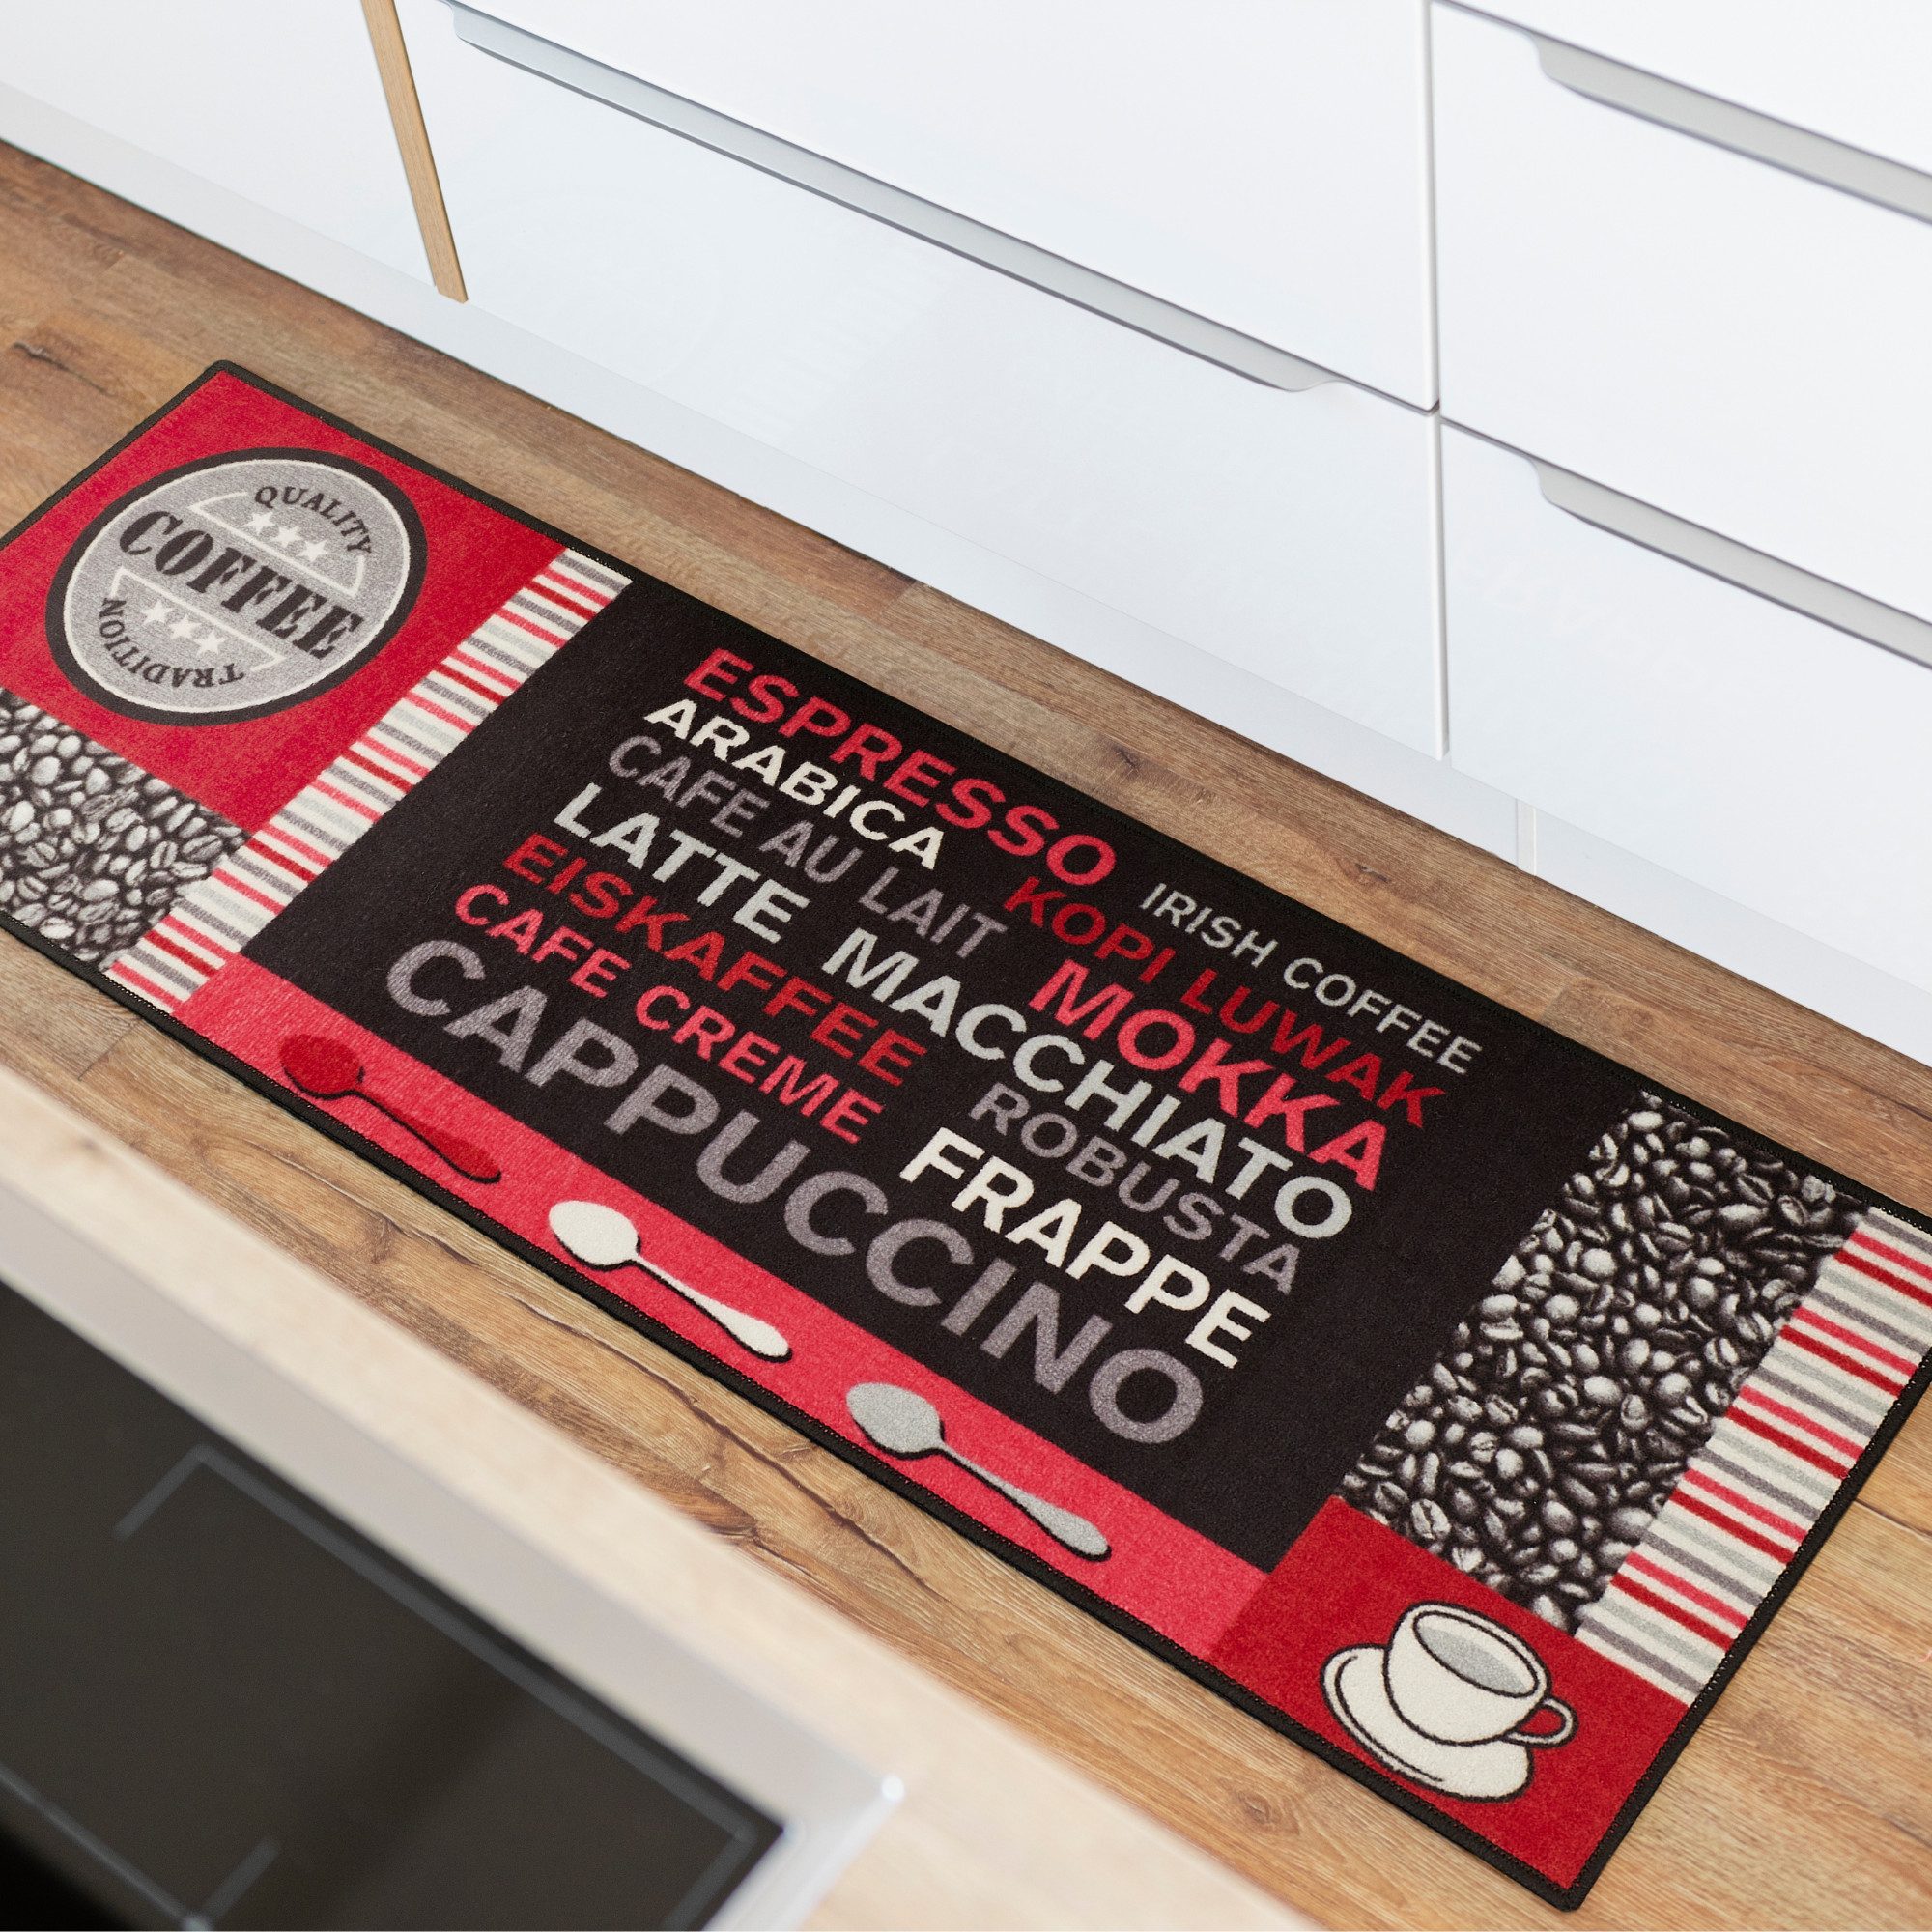 QUALITY
COFFEE
TRADITION
ESPRESSO
ARABICA
IRISH COFFEE
CAFE AU LAIT
KOPI LUWAK
LATTE MACCHIATO
MOKKA
EISKAFFEE
ROBUSTA
CAFE CREME
FRAPPE
CAPPUCCINO